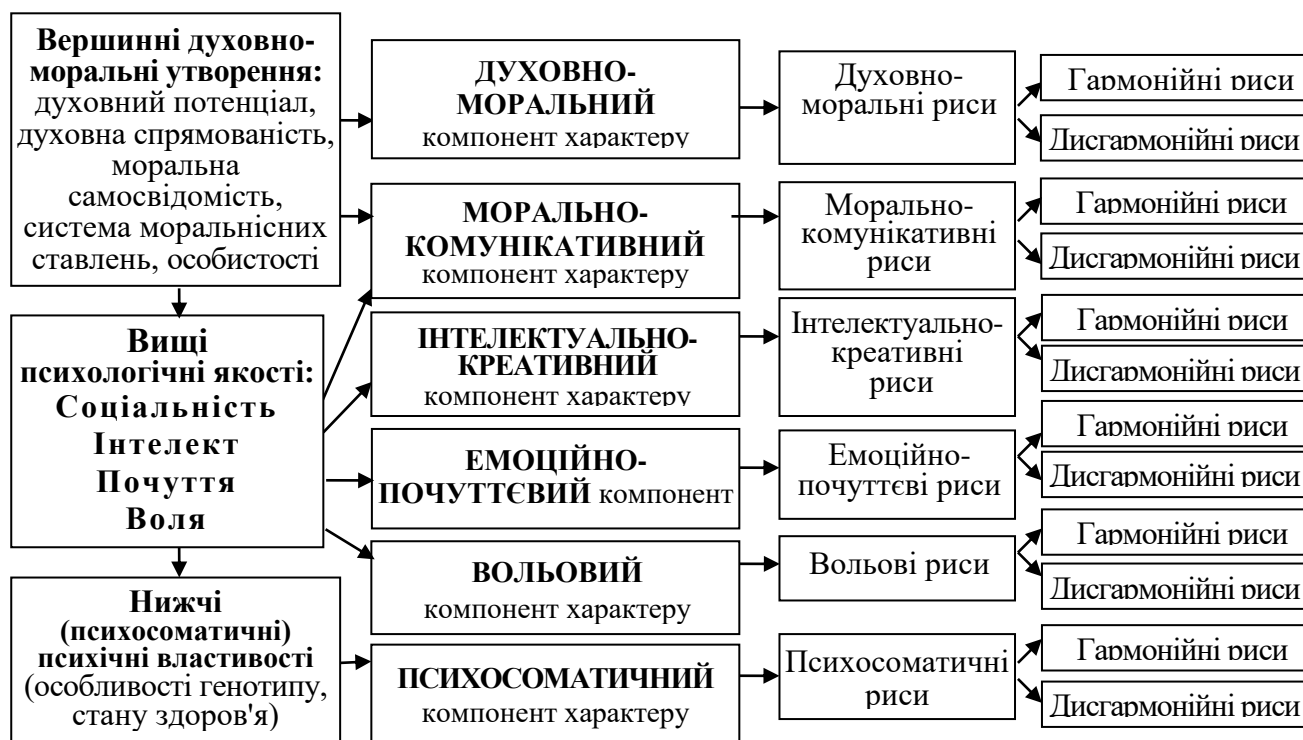 Вершинні духовно-
моральні утворення:
духовний потенціал,
духовна спрямованість,
моральна
самосвідомість,
система моральнісних
ставлень, особистості
Вищі
психологічні якості:
Соціальність
Інтелект
Почуття
Воля
Нижчі
(психосоматичні)
психічні властивості
(особливості генотипу,
стану здоров'я)
ДУХОВНО-
МОРАЛЬНИЙ
компонент характеру
МОРАЛЬНО-
КОМУНІКАТИВНИЙ
компонент характеру
ІНТЕЛЕКТУАЛЬНО-
КРЕАТИВНИЙ
компонент характеру
ЕМОЦІЙНО-
ПОЧУТТЄВИЙ компонент
ВОЛЬОВИЙ
компонент характеру
ПСИХОСОМАТИЧНИЙ
компонент характеру
Духовно-
моральні риси
Морально-
комунікативні
риси
Інтелектуально-
креативні
риси
Емоційно-
почуттєві риси
Вольові риси
Психосоматичні
риси
Гармонійні риси
Дисгармонійні риси
Гармонійні риси
Дисгармонійні риси
Гармонійні риси
Дисгармонійні риси
Гармонійні риси
Дисгармонійні риси
Гармонійні риси
Дисгармонійні риси
Гармонійні риси
Дисгармонійні риси